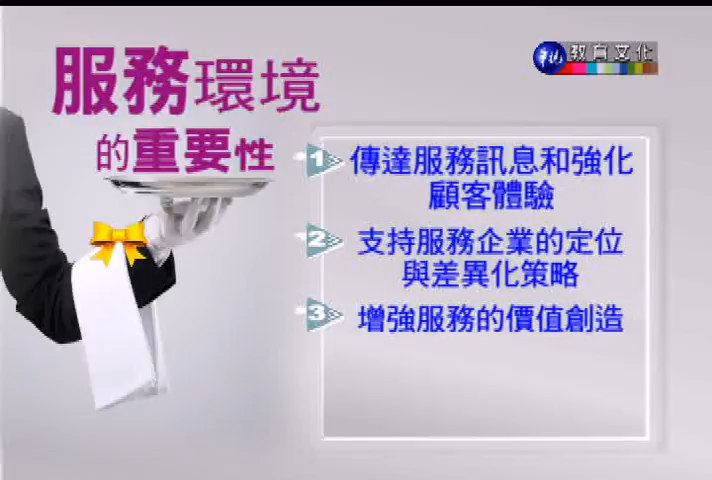 華視
教育文化
服務環境
的重要性
1 傳達服務訊息和強化
顧客體驗
2 支持服務企業的定位
與差異化策略
3 增強服務的價值創造